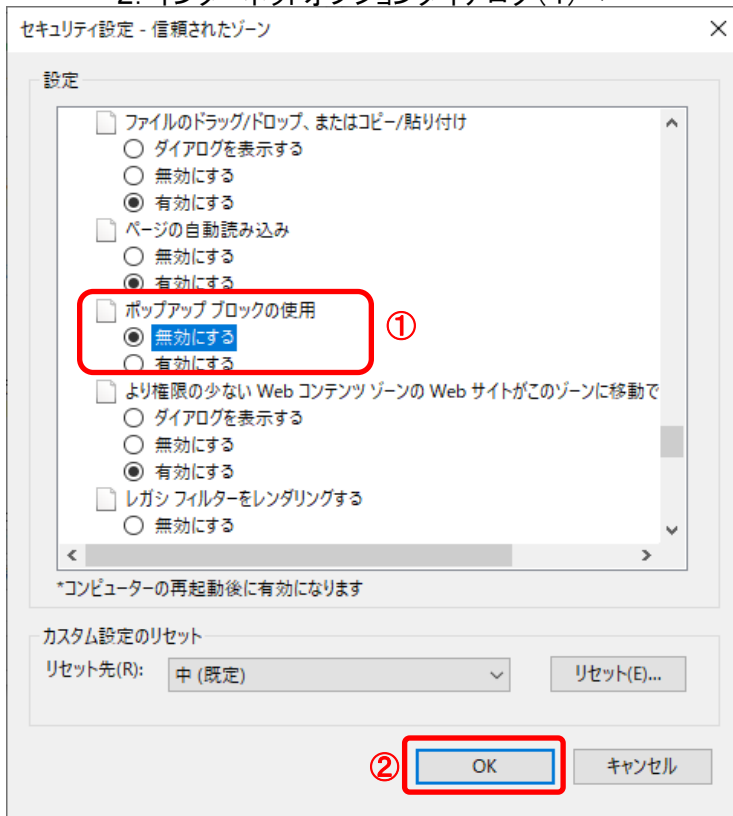 セキュリティ設定 - 信頼されたゾーン
設定
ファイルのドラッグ/ドロップ、またはコピー/貼り付け
ダイアログを表示する
無効にする
有効にする
ページの自動読み込み
無効にする
有効にする
ポップアップ ブロックの使用
①
無効にする
有効にする
より権限の少ない Web コンテンツ ゾーンの Web サイトがこのゾーンに移動で
ダイアログを表示する
無効にする
有効にする
レガシ フィルターをレンダリングする
無効にする
*コンピューターの再起動後に有効になります
カスタム設定のリセット
リセット先(R):
中 (既定)
リセット(E)...
②
OK
キャンセル